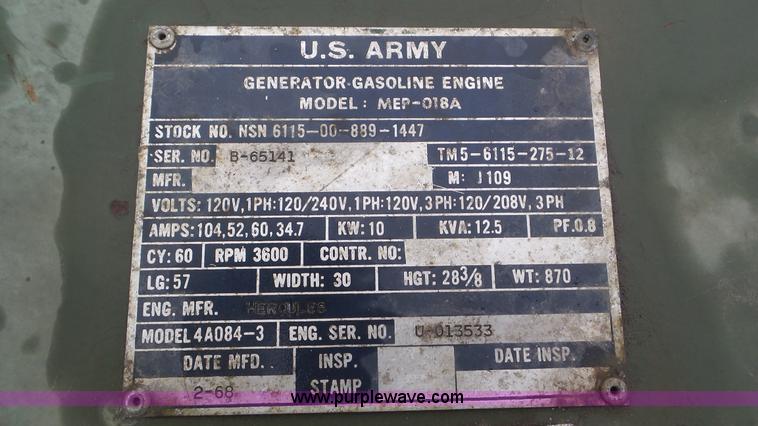 U.S. ARMY
GENERATOR-GASOLINE ENGINE
MODEL: MEP-018A
STOCK NO. NSN 6115-00-889-1447
SER. NO. B-65141 TM5-6115-275-12
MFR. M: J109
VOLTS: 120V, 1PH: 120/240V, 1PH: 120V, 3PH: 120/208V, 3PH
AMPS: 104, 52, 60, 34.7 KW: 10 KVA: 12.5 PF. 0.8
CY: 60 RPM 3600 CONTR. NO:
LG: 57 WIDTH: 30 HGT: 28 3/8 WT: 870
ENG. MFR. HERCULES
MODEL 4A084-3 ENG. SER. NO. U-013533
DATE MFD. INSP. DATE INSP.
2-68 STAMP
www.purplewave.com